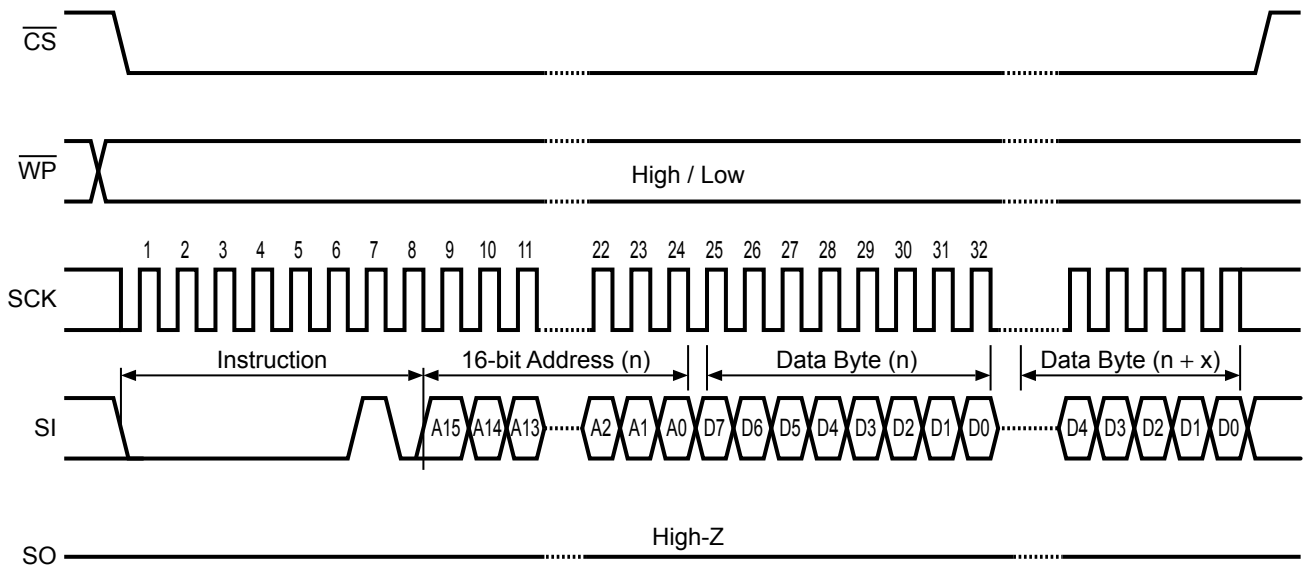 CS
WP
High / Low
1 2 3 4 5 6 7 8 9 10 11 22 23 24 25 26 27 28 29 30 31 32
SCK
Instruction 16-bit Address (n) Data Byte (n) Data Byte (n + x)
SI A15 A14 A13 A2 A1 A0 D7 D6 D5 D4 D3 D2 D1 D0 D4 D3 D2 D1 D0
High-Z
SO